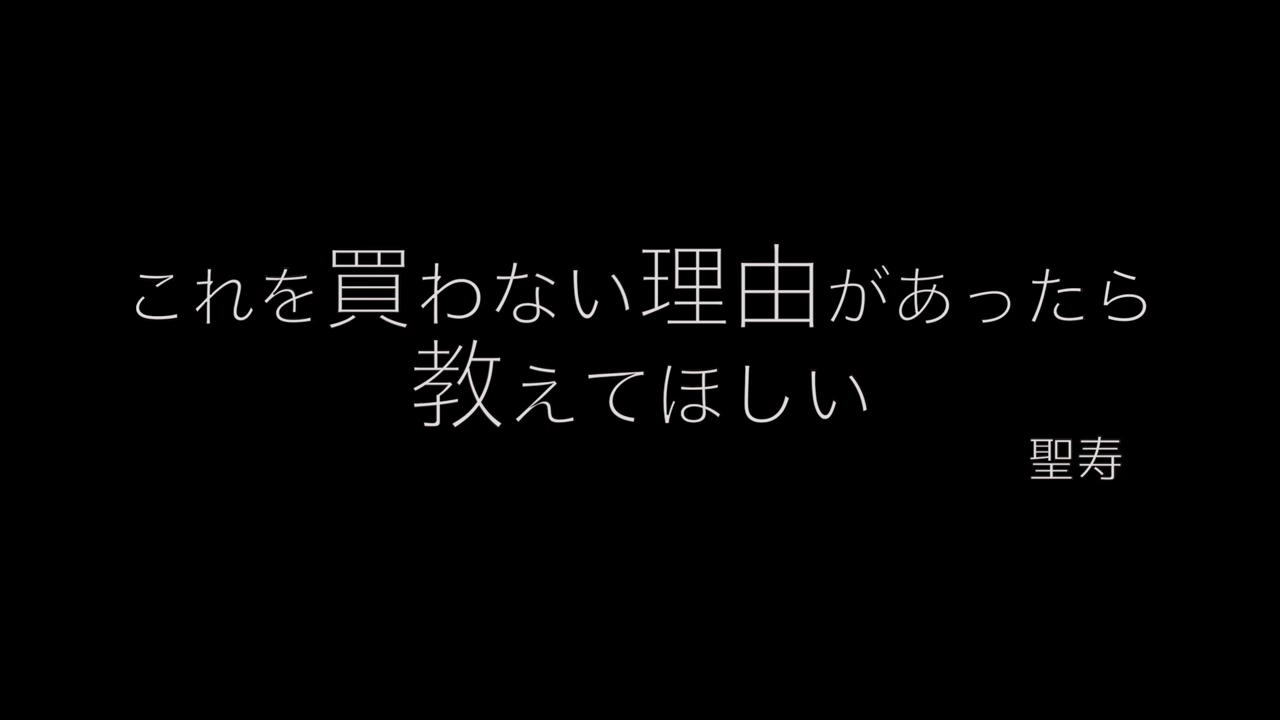 これを買わない理由があったら
教えてほしい
聖寿